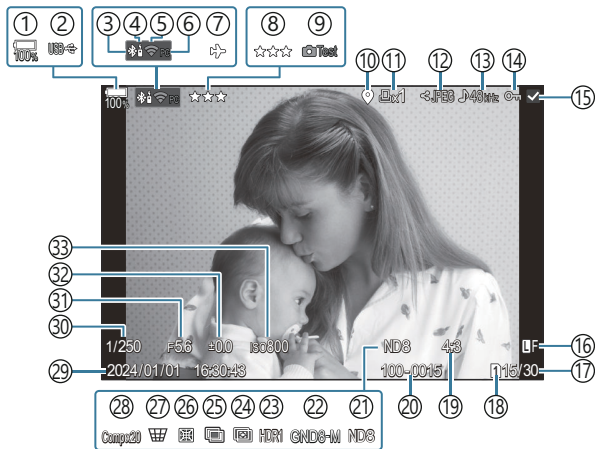 ① ② ③ ④ ⑤ ⑥ ⑦ ⑧ ⑨
100% USB PC Test
⑩ ⑪ ⑫ ⑬ ⑭
100% PC x1 JPEG 48kHz ⑮
㉝
㉜
㉛
㉚ 1/250 F5.6 ±0.0 ISO800 ND8 4:3 LF ⑯
㉙ 2024/01/01 16:30:43 100-0015 15/30 ⑰
㉘ ㉗ ㉖ ㉕ ㉔ ㉓ ㉒ ㉑ ⑳ ⑲ ⑱
Compx20 HDR1 GND8-M ND8